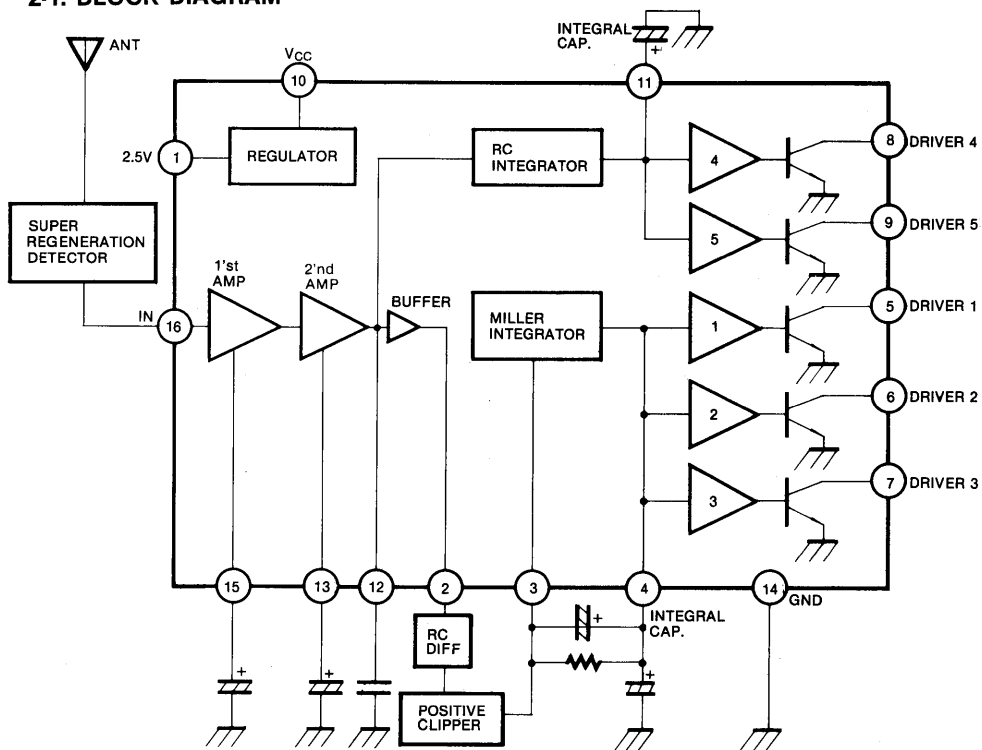 2-1. BLOCK DIAGRAM
ANT
INTEGRAL
CAP.
+
VCC
10
11
2.5V
1
REGULATOR
RC
INTEGRATOR
4
8
DRIVER 4
SUPER
REGENERATION
DETECTOR
5
9
DRIVER 5
1'st
AMP
2'nd
AMP
BUFFER
IN
16
MILLER
INTEGRATOR
1
5
DRIVER 1
2
6
DRIVER 2
3
7
DRIVER 3
15
13
12
2
3
4
14
GND
INTEGRAL
CAP.
+
RC
DIFF
+
+
+
POSITIVE
CLIPPER